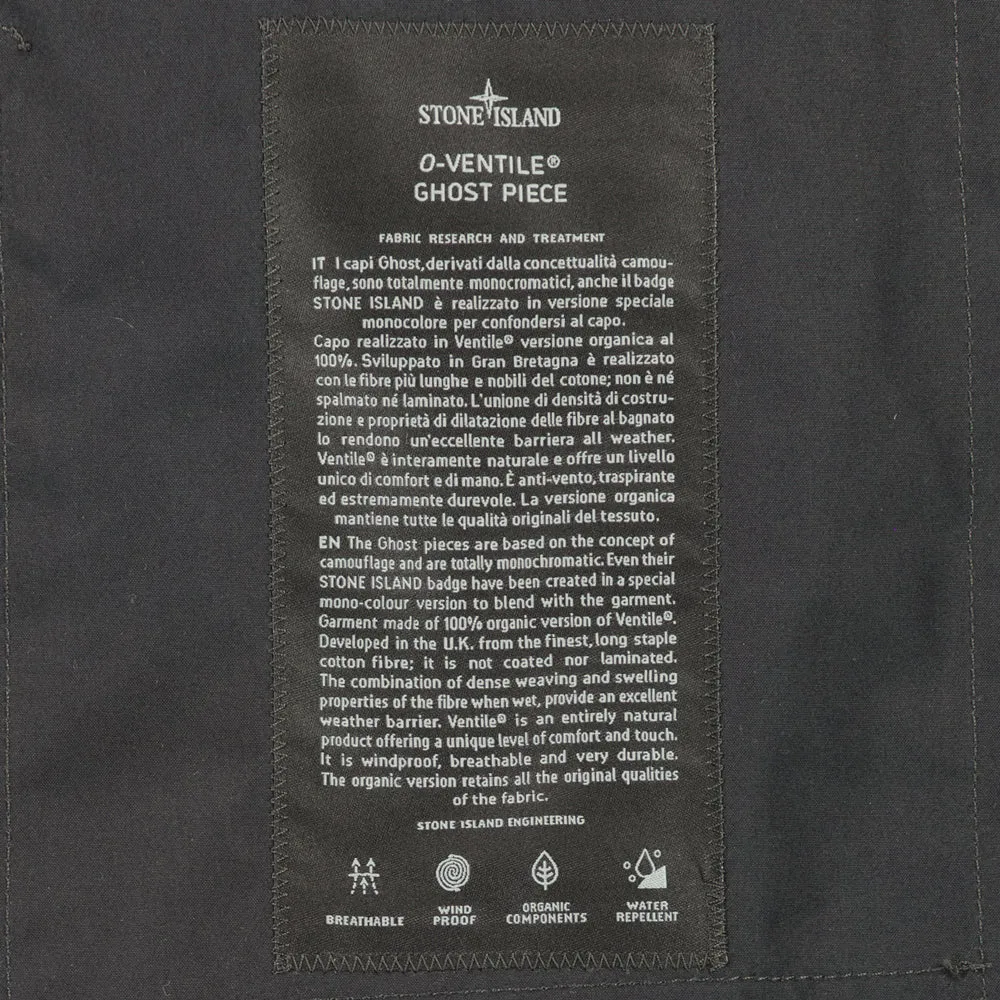 STONE ISLAND
O-VENTILE®
GHOST PIECE
FABRIC RESEARCH AND TREATMENT
IT I capi Ghost, derivati dalla concettualità camou-
flage, sono totalmente monocromatici, anche il badge
STONE ISLAND è realizzato in versione speciale
monocolore per confondersi al capo.
Capo realizzato in Ventile® versione organica al
100%. Sviluppato in Gran Bretagna è realizzato
con le fibre più lunghe e nobili del cotone; non è né
spalmato né laminato. L'unione di densità di costru-
zione e proprietà di dilatazione delle fibre al bagnato
lo rendono un'eccellente barriera all weather.
Ventile® è interamente naturale e offre un livello
unico di comfort e di mano. È anti-vento, traspirante
ed estremamente durevole. La versione organica
mantiene tutte le qualità originali del tessuto.
EN The Ghost pieces are based on the concept of
camouflage and are totally monochromatic. Even their
STONE ISLAND badge have been created in a special
mono-colour version to blend with the garment.
Garment made of 100% organic version of Ventile®.
Developed in the U.K. from the finest, long staple
cotton fibre; it is not coated nor laminated.
The combination of dense weaving and swelling
properties of the fibre when wet, provide an excellent
weather barrier. Ventile® is an entirely natural
product offering a unique level of comfort and touch.
It is windproof, breathable and very durable.
The organic version retains all the original qualities
of the fabric.
STONE ISLAND ENGINEERING
BREATHABLE
WIND
PROOF
ORGANIC
COMPONENTS
WATER
REPELLENT